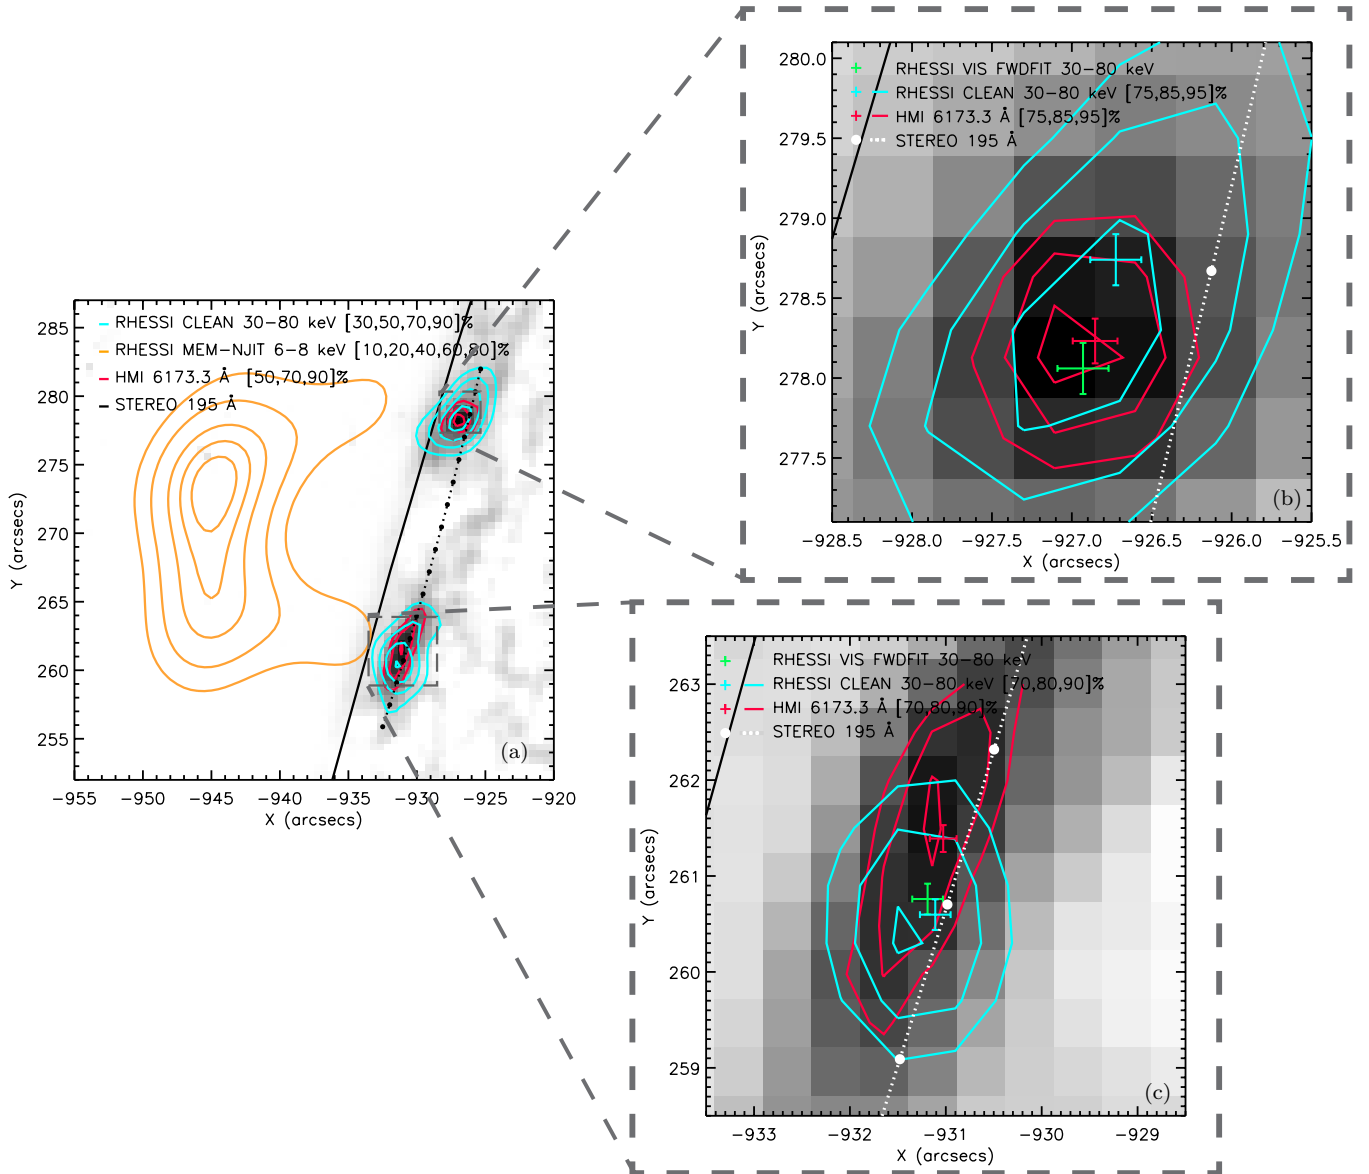 RHESSI CLEAN 30−80 keV [30,50,70,90]%
RHESSI MEM−NJIT 6−8 keV [10,20,40,60,80]%
HMI 6173.3 Å [50,70,90]%
STEREO 195 Å
285
280
275
270
265
260
255
Y (arcsecs)
(a)
−955 −950 −945 −940 −935 −930 −925 −920
X (arcsecs)
RHESSI VIS FWDFIT 30−80 keV
RHESSI CLEAN 30−80 keV [75,85,95]%
HMI 6173.3 Å [75,85,95]%
STEREO 195 Å
280.0
279.5
279.0
278.5
278.0
277.5
Y (arcsecs)
(b)
−928.5 −928.0 −927.5 −927.0 −926.5 −926.0 −925.5
X (arcsecs)
RHESSI VIS FWDFIT 30−80 keV
RHESSI CLEAN 30−80 keV [70,80,90]%
HMI 6173.3 Å [70,80,90]%
STEREO 195 Å
263
262
261
260
259
Y (arcsecs)
(c)
−933 −932 −931 −930 −929
X (arcsecs)